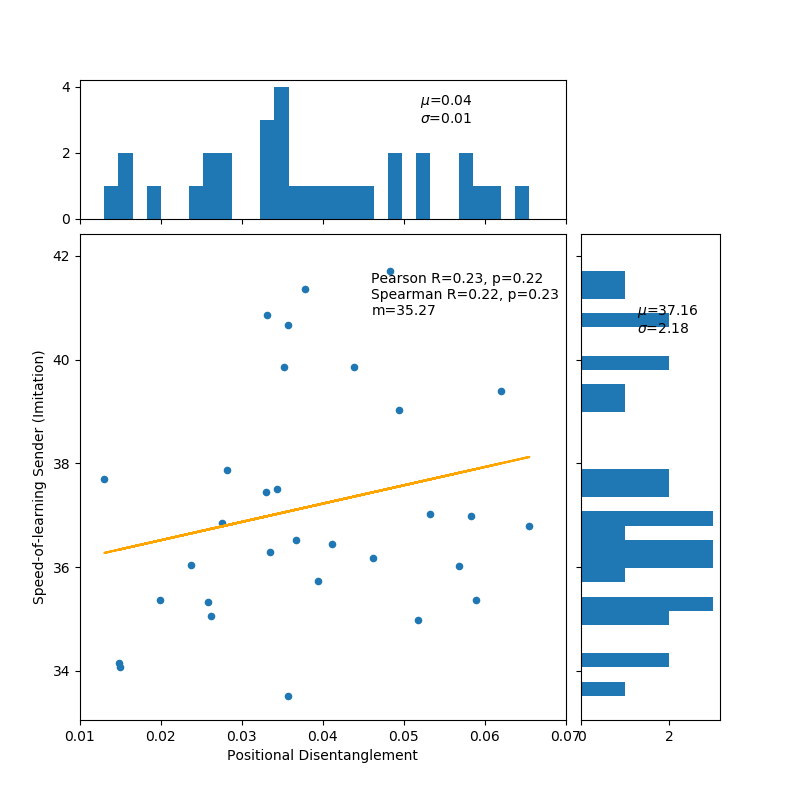 4
2
0
μ=0.04
σ=0.01
42
40
38
36
34
Speed-of-learning Sender (Imitation)
Pearson R=0.23, p=0.22
Spearman R=0.22, p=0.23
m=35.27
μ=37.16
σ=2.18
0.01 0.02 0.03 0.04 0.05 0.06 0.07
0 2
Positional Disentanglement